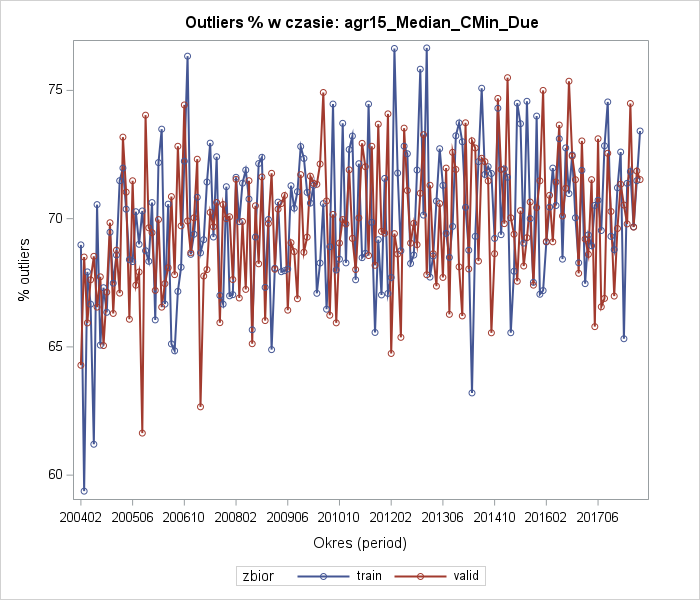 Outliers % w czasie: agr15_Median_CMin_Due
% outliers
75
70
65
60
200402 200506 200610 200802 200906 201010 201202 201306 201410 201602 201706
Okres (period)
zbior train valid